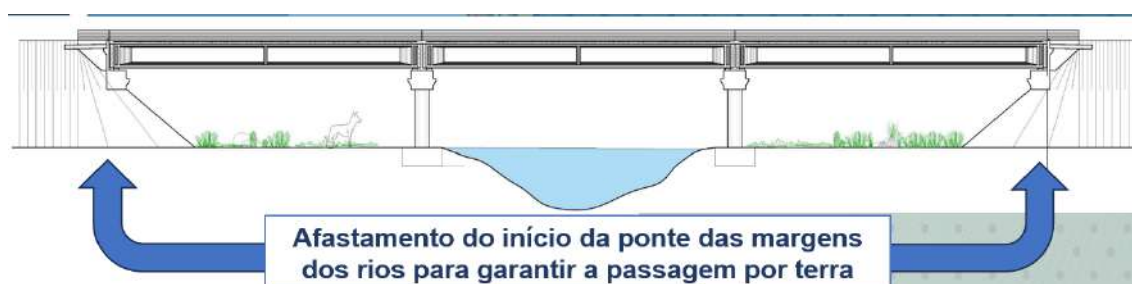 Afastamento do início da ponte das margens
dos rios para garantir a passagem por terra